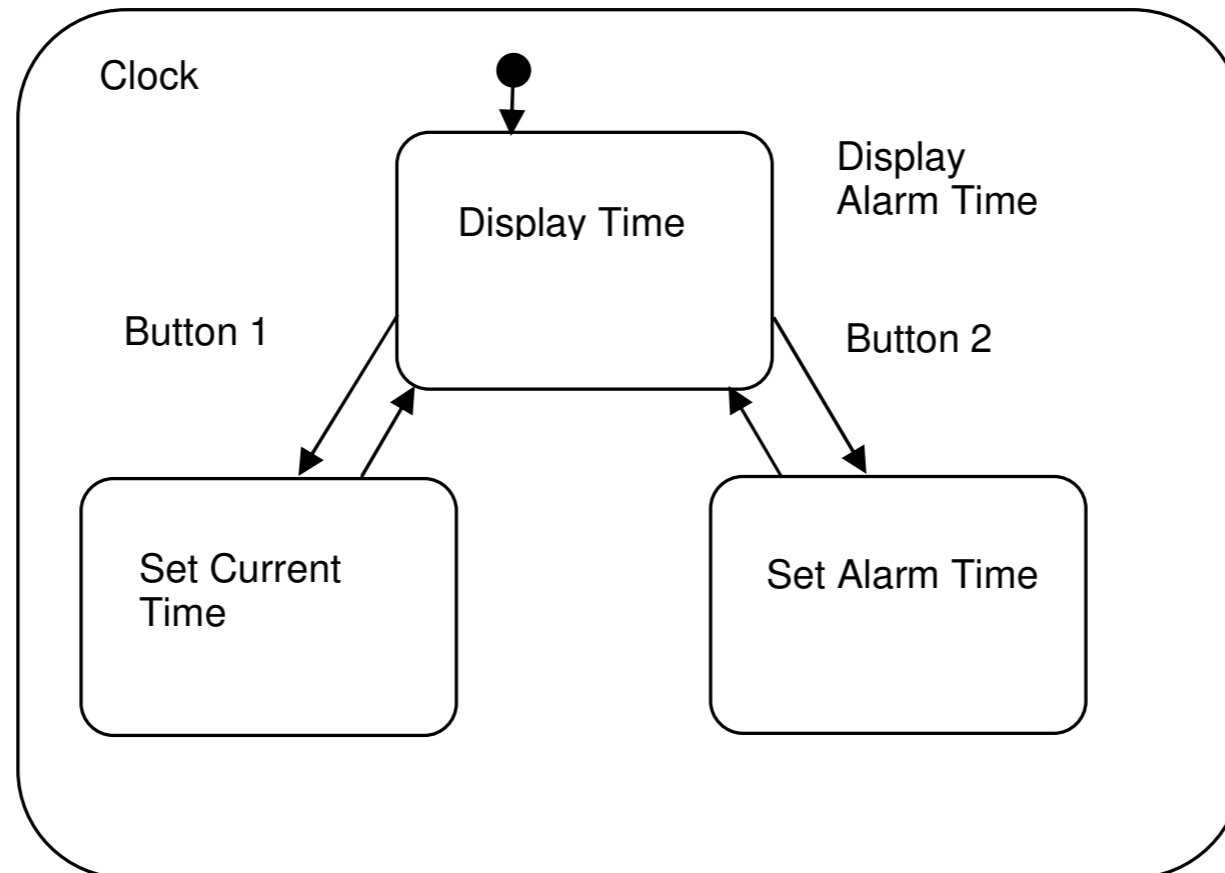 Clock
Display
Alarm Time
Display Time
Button 1
Button 2
Set Current
Time
Set Alarm Time